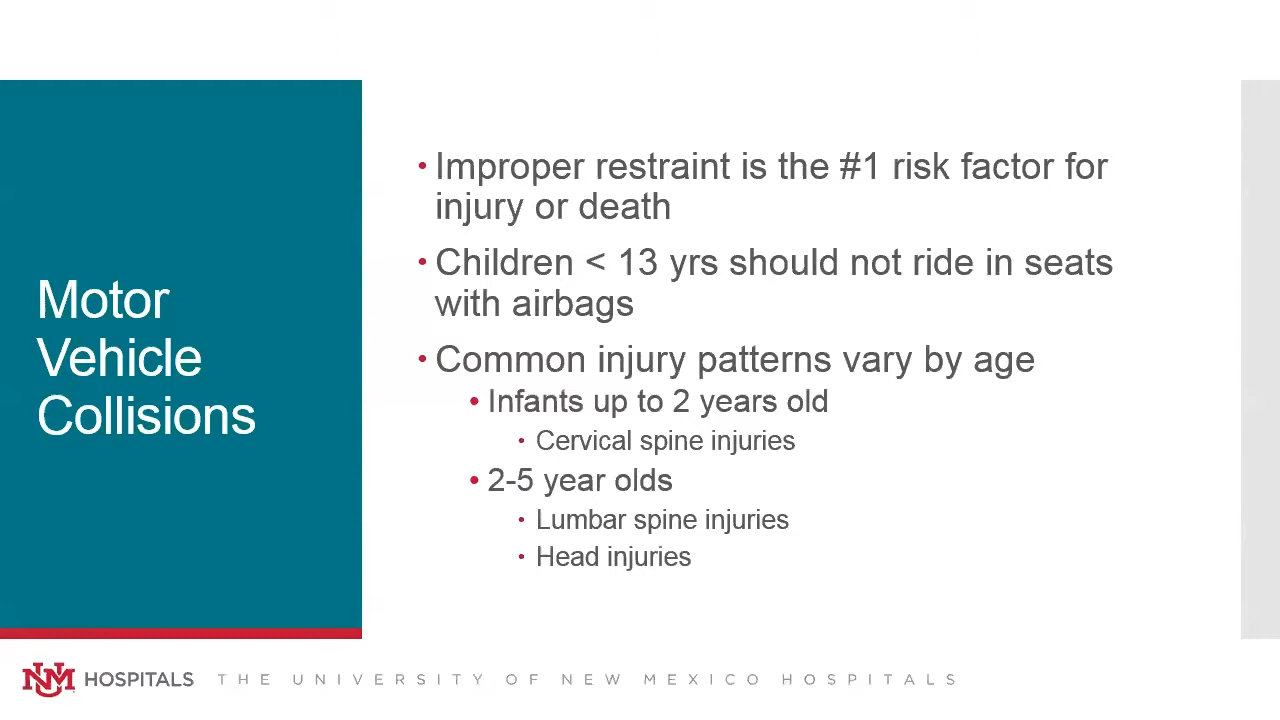 Motor
Vehicle
Collisions
• Improper restraint is the #1 risk factor for
injury or death
• Children < 13 yrs should not ride in seats
with airbags
• Common injury patterns vary by age
• Infants up to 2 years old
• Cervical spine injuries
• 2-5 year olds
• Lumbar spine injuries
• Head injuries
UNM HOSPITALS THE UNIVERSITY OF NEW MEXICO HOSPITALS